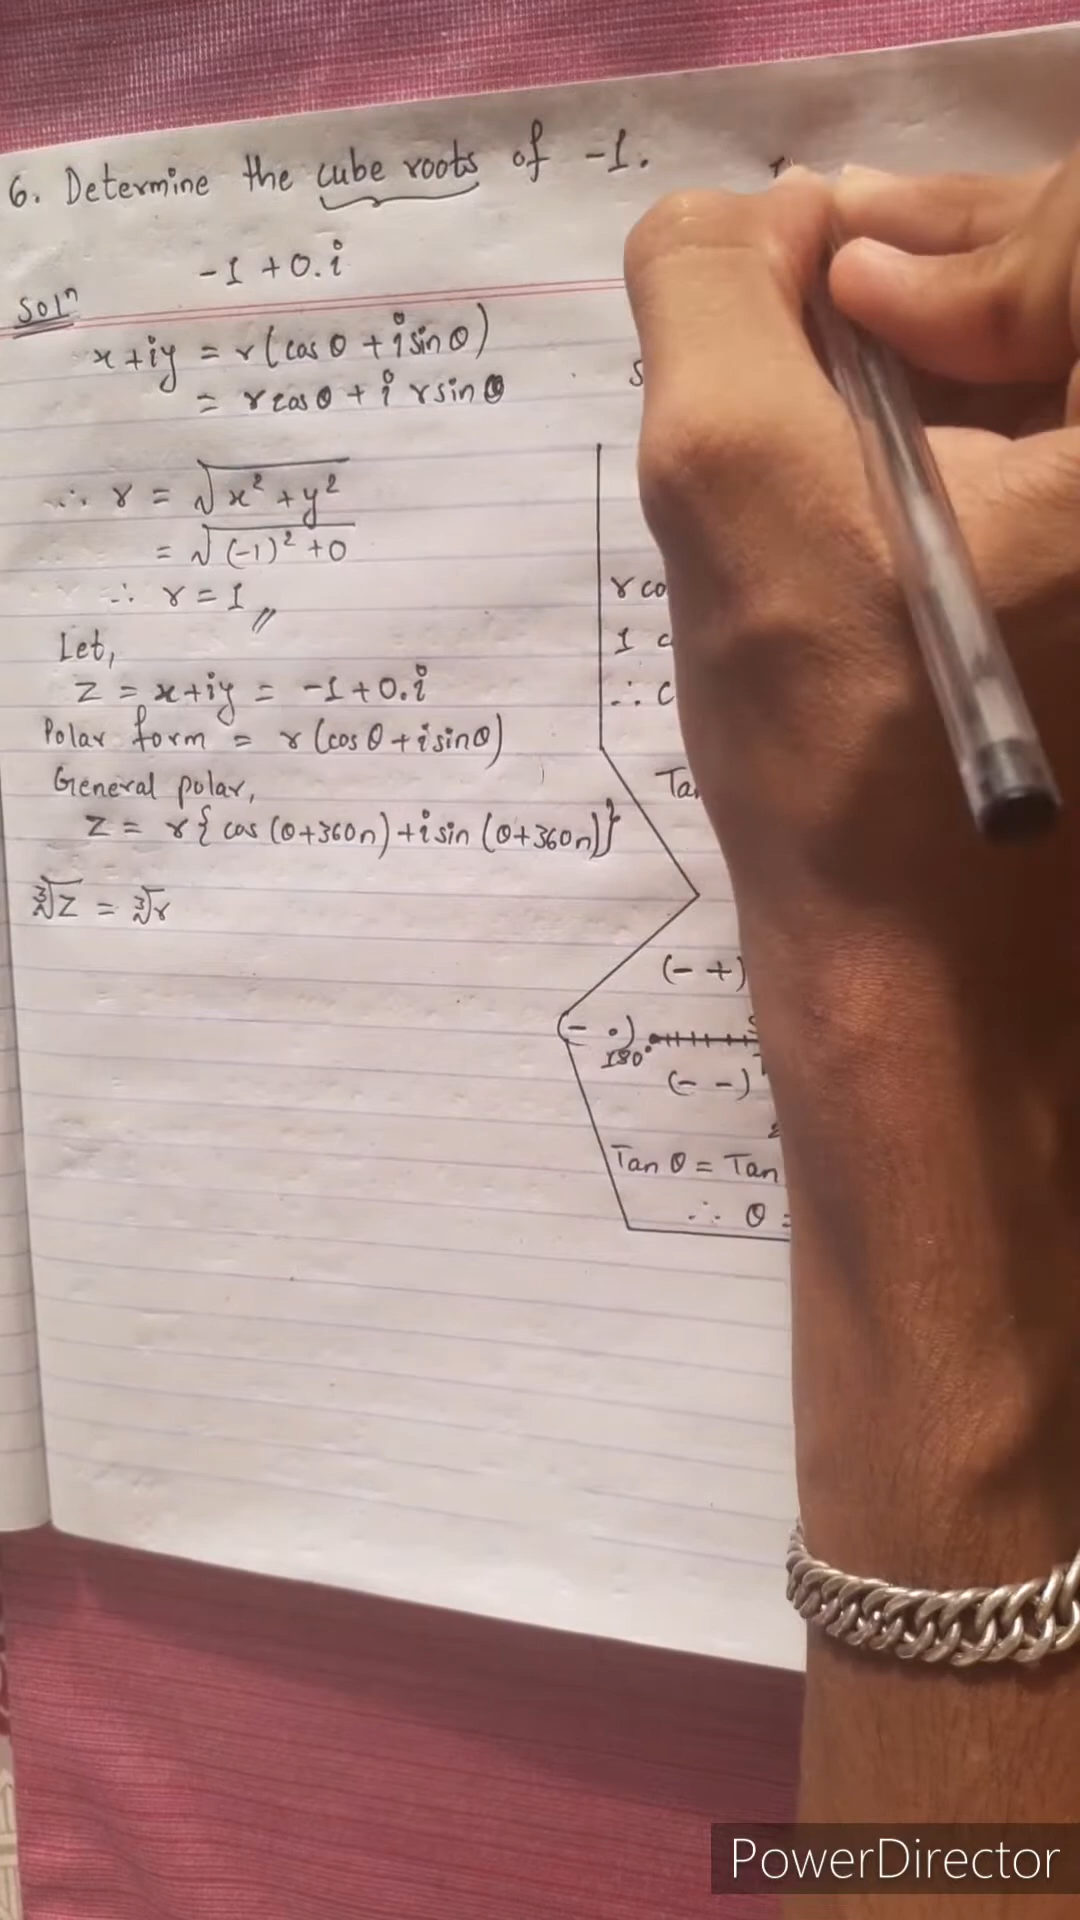 6. Determine the cube roots of -1.
-1 + 0.i
Solⁿ
x+iy = r(cos θ + i sin θ)
= r cos θ + i r sin θ
∴ r = √x² + y²
= √(-1)² + 0
∴ r = 1 //
Let,
Z = x+iy = -1 + 0.i
Polar form = r (cos θ + i sin θ)
General polar,
Z = r { cos (θ+360n) + i sin (θ+360n)}
∛Z = ∛r
r co
1 c
∴ c
Tan
(- +)
(- .)
180°
(- -)
Tan θ = Tan
∴ θ =
PowerDirector